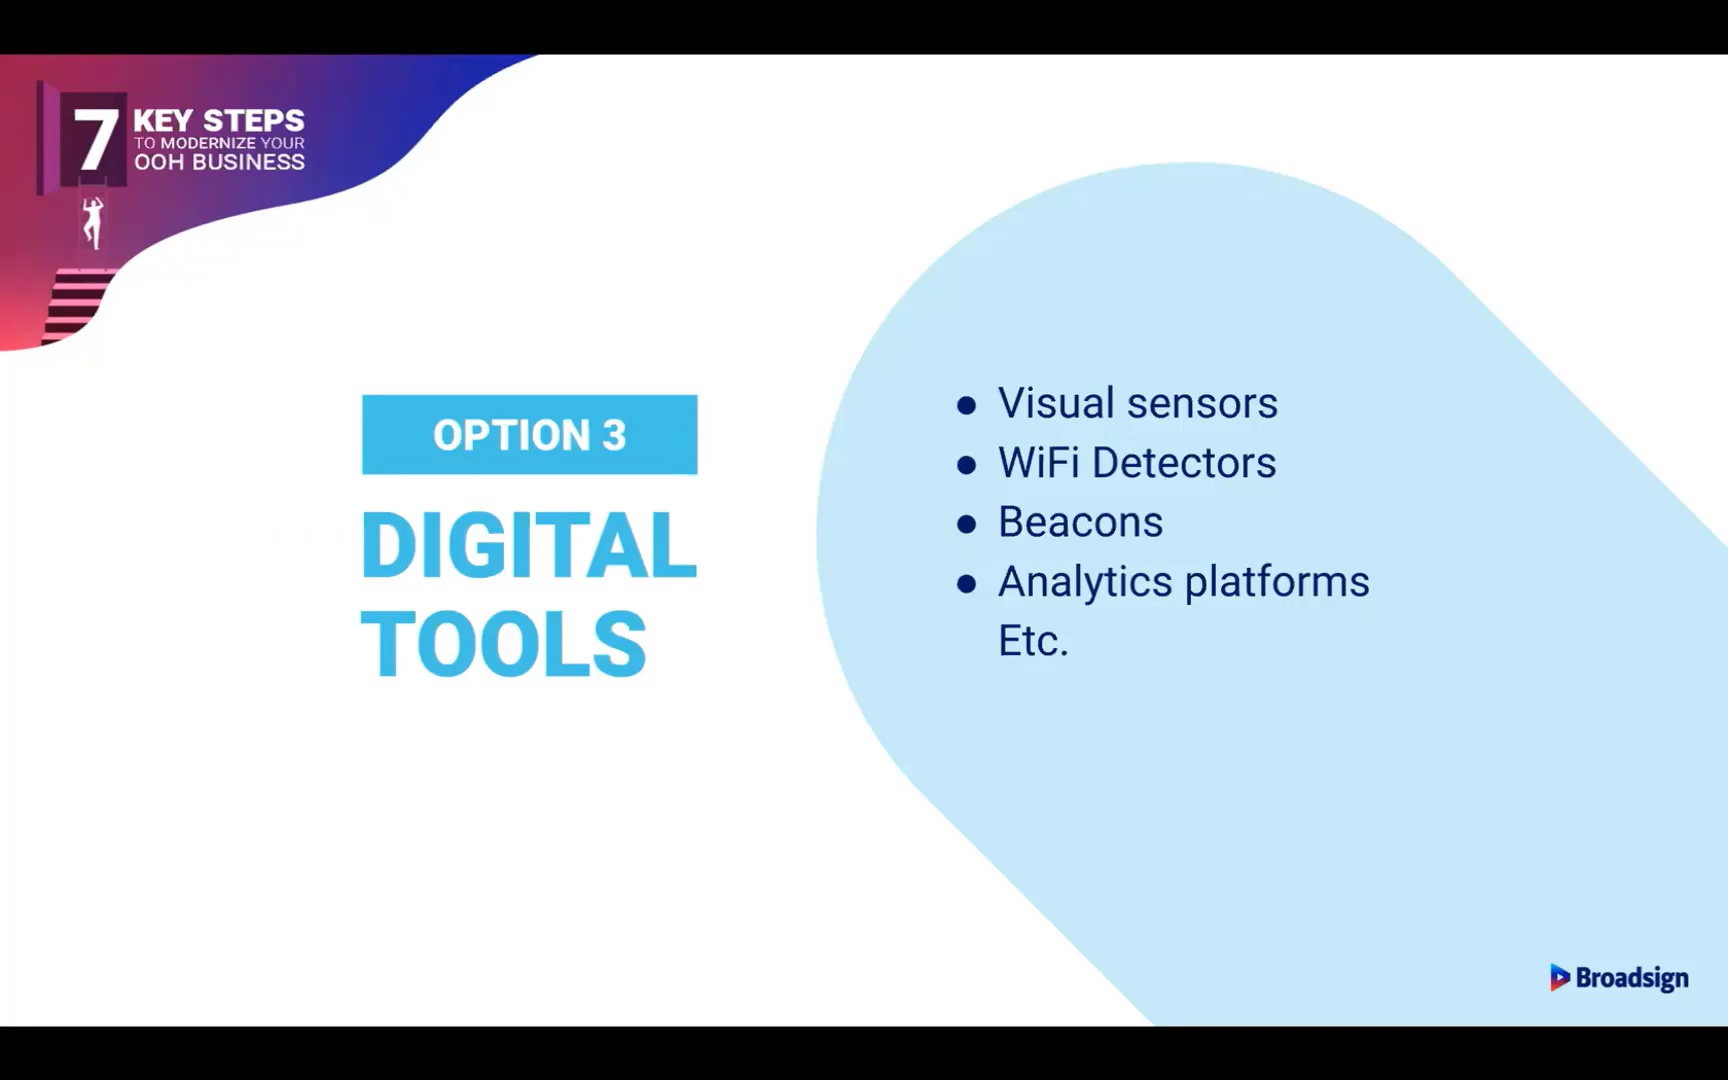 7
KEY STEPS
TO MODERNIZE YOUR
OOH BUSINESS
OPTION 3
DIGITAL
TOOLS
● Visual sensors
● WiFi Detectors
● Beacons
● Analytics platforms
Etc.
Broadsign